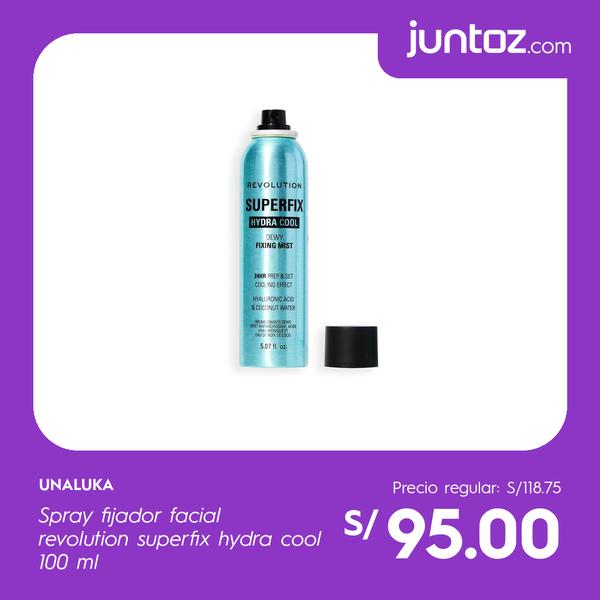 juntoz.com
REVOLUTION
SUPERFIX
HYDRA COOL
DEWY
FIXING MIST
24HR PREP & SET
COOLING EFFECT
HYALURONIC ACID
& COCONUT WATER
5.07 fl. oz.
UNALUKA
Spray fijador facial
revolution superfix hydra cool
100 ml
Precio regular: S/118.75
S/ 95.00